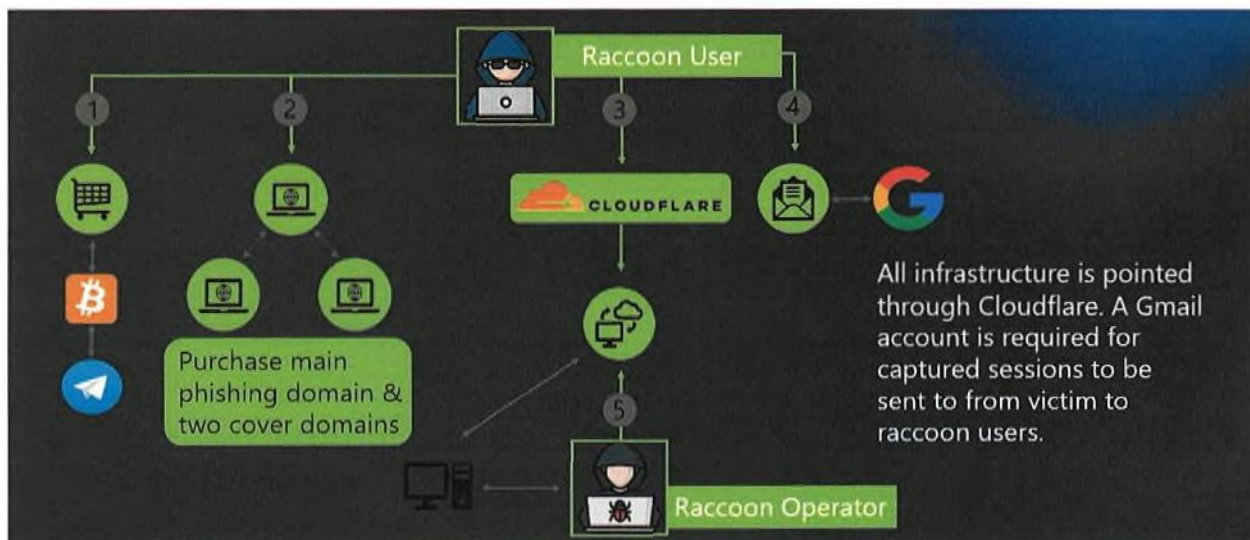 Raccoon User
1
2
3
4
CLOUDFLARE
All infrastructure is pointed
through Cloudflare. A Gmail
account is required for
captured sessions to be
sent to from victim to
raccoon users.
Purchase main
phishing domain &
two cover domains
5
Raccoon Operator